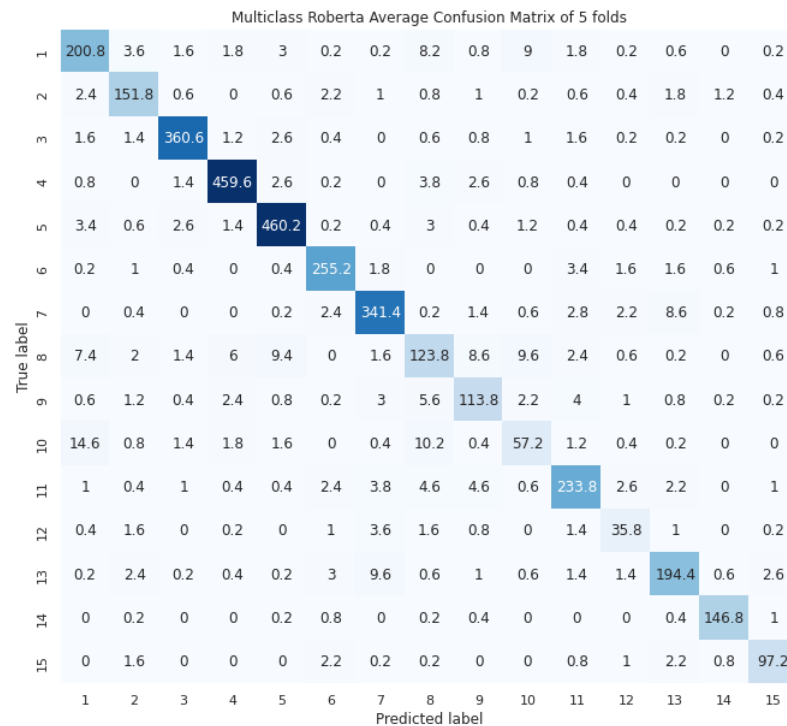 Multiclass Roberta Average Confusion Matrix of 5 folds
1 200.8 3.6 1.6 1.8 3 0.2 0.2 8.2 0.8 9 1.8 0.2 0.6 0 0.2
2 2.4 151.8 0.6 0 0.6 2.2 1 0.8 1 0.2 0.6 0.4 1.8 1.2 0.4
3 1.6 1.4 360.6 1.2 2.6 0.4 0 0.6 0.8 1 1.6 0.2 0.2 0 0.2
4 0.8 0 1.4 459.6 2.6 0.2 0 3.8 2.6 0.8 0.4 0 0 0 0
5 3.4 0.6 2.6 1.4 460.2 0.2 0.4 3 0.4 1.2 0.4 0.4 0.2 0.2 0.2
6 0.2 1 0.4 0 0.4 255.2 1.8 0 0 0 3.4 1.6 1.6 0.6 1
7 0 0.4 0 0 0.2 2.4 341.4 0.2 1.4 0.6 2.8 2.2 8.6 0.2 0.8
8 7.4 2 1.4 6 9.4 0 1.6 123.8 8.6 9.6 2.4 0.6 0.2 0 0.6
9 0.6 1.2 0.4 2.4 0.8 0.2 3 5.6 113.8 2.2 4 1 0.8 0.2 0.2
10 14.6 0.8 1.4 1.8 1.6 0 0.4 10.2 0.4 57.2 1.2 0.4 0.2 0 0
11 1 0.4 1 0.4 0.4 2.4 3.8 4.6 4.6 0.6 233.8 2.6 2.2 0 1
12 0.4 1.6 0 0.2 0 1 3.6 1.6 0.8 0 1.4 35.8 1 0 0.2
13 0.2 2.4 0.2 0.4 0.2 3 9.6 0.6 1 0.6 1.4 1.4 194.4 0.6 2.6
14 0 0.2 0 0 0.2 0.8 0 0.2 0.4 0 0 0 0.4 146.8 1
15 0 1.6 0 0 0 2.2 0.2 0.2 0 0 0.8 1 2.2 0.8 97.2
True label
1 2 3 4 5 6 7 8 9 10 11 12 13 14 15
Predicted label